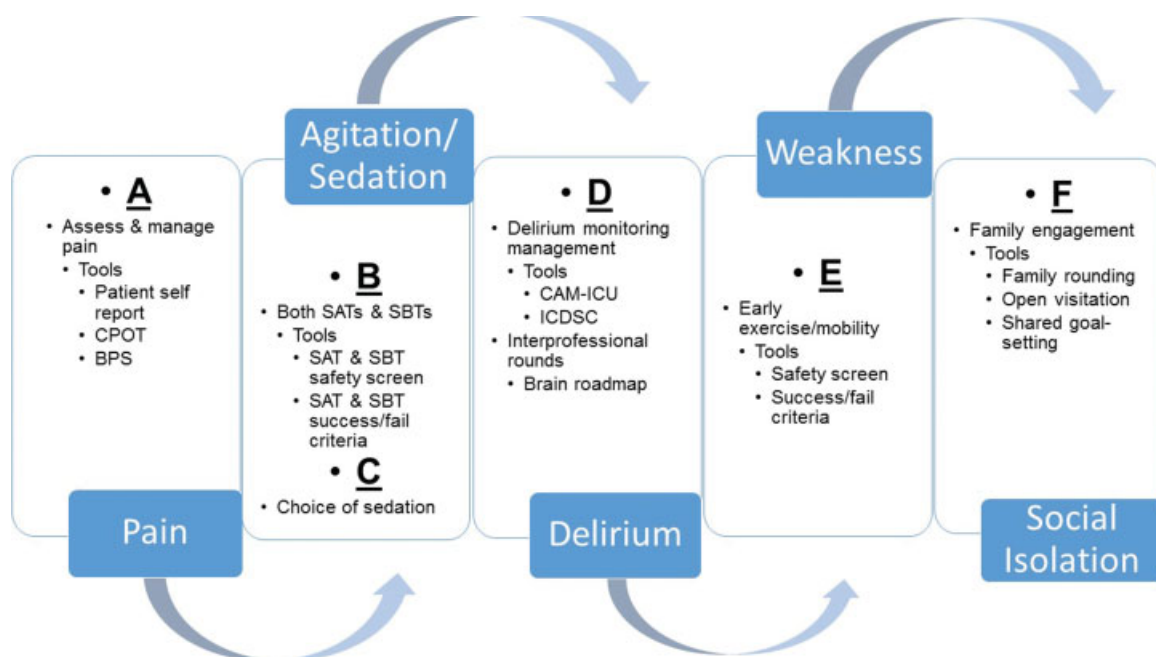 • A
• Assess & manage
pain
• Tools
• Patient self
report
• CPOT
• BPS
Pain
Agitation/
Sedation
• B
• Both SATs & SBTs
• Tools
• SAT & SBT
safety screen
• SAT & SBT
success/fail
criteria
• C
• Choice of sedation
• D
• Delirium monitoring
management
• Tools
• CAM-ICU
• ICDSC
• Interprofessional
rounds
• Brain roadmap
Delirium
Weakness
• E
• Early
exercise/mobility
• Tools
• Safety screen
• Success/fail
criteria
• F
• Family engagement
• Tools
• Family rounding
• Open visitation
• Shared goal-
setting
Social
Isolation